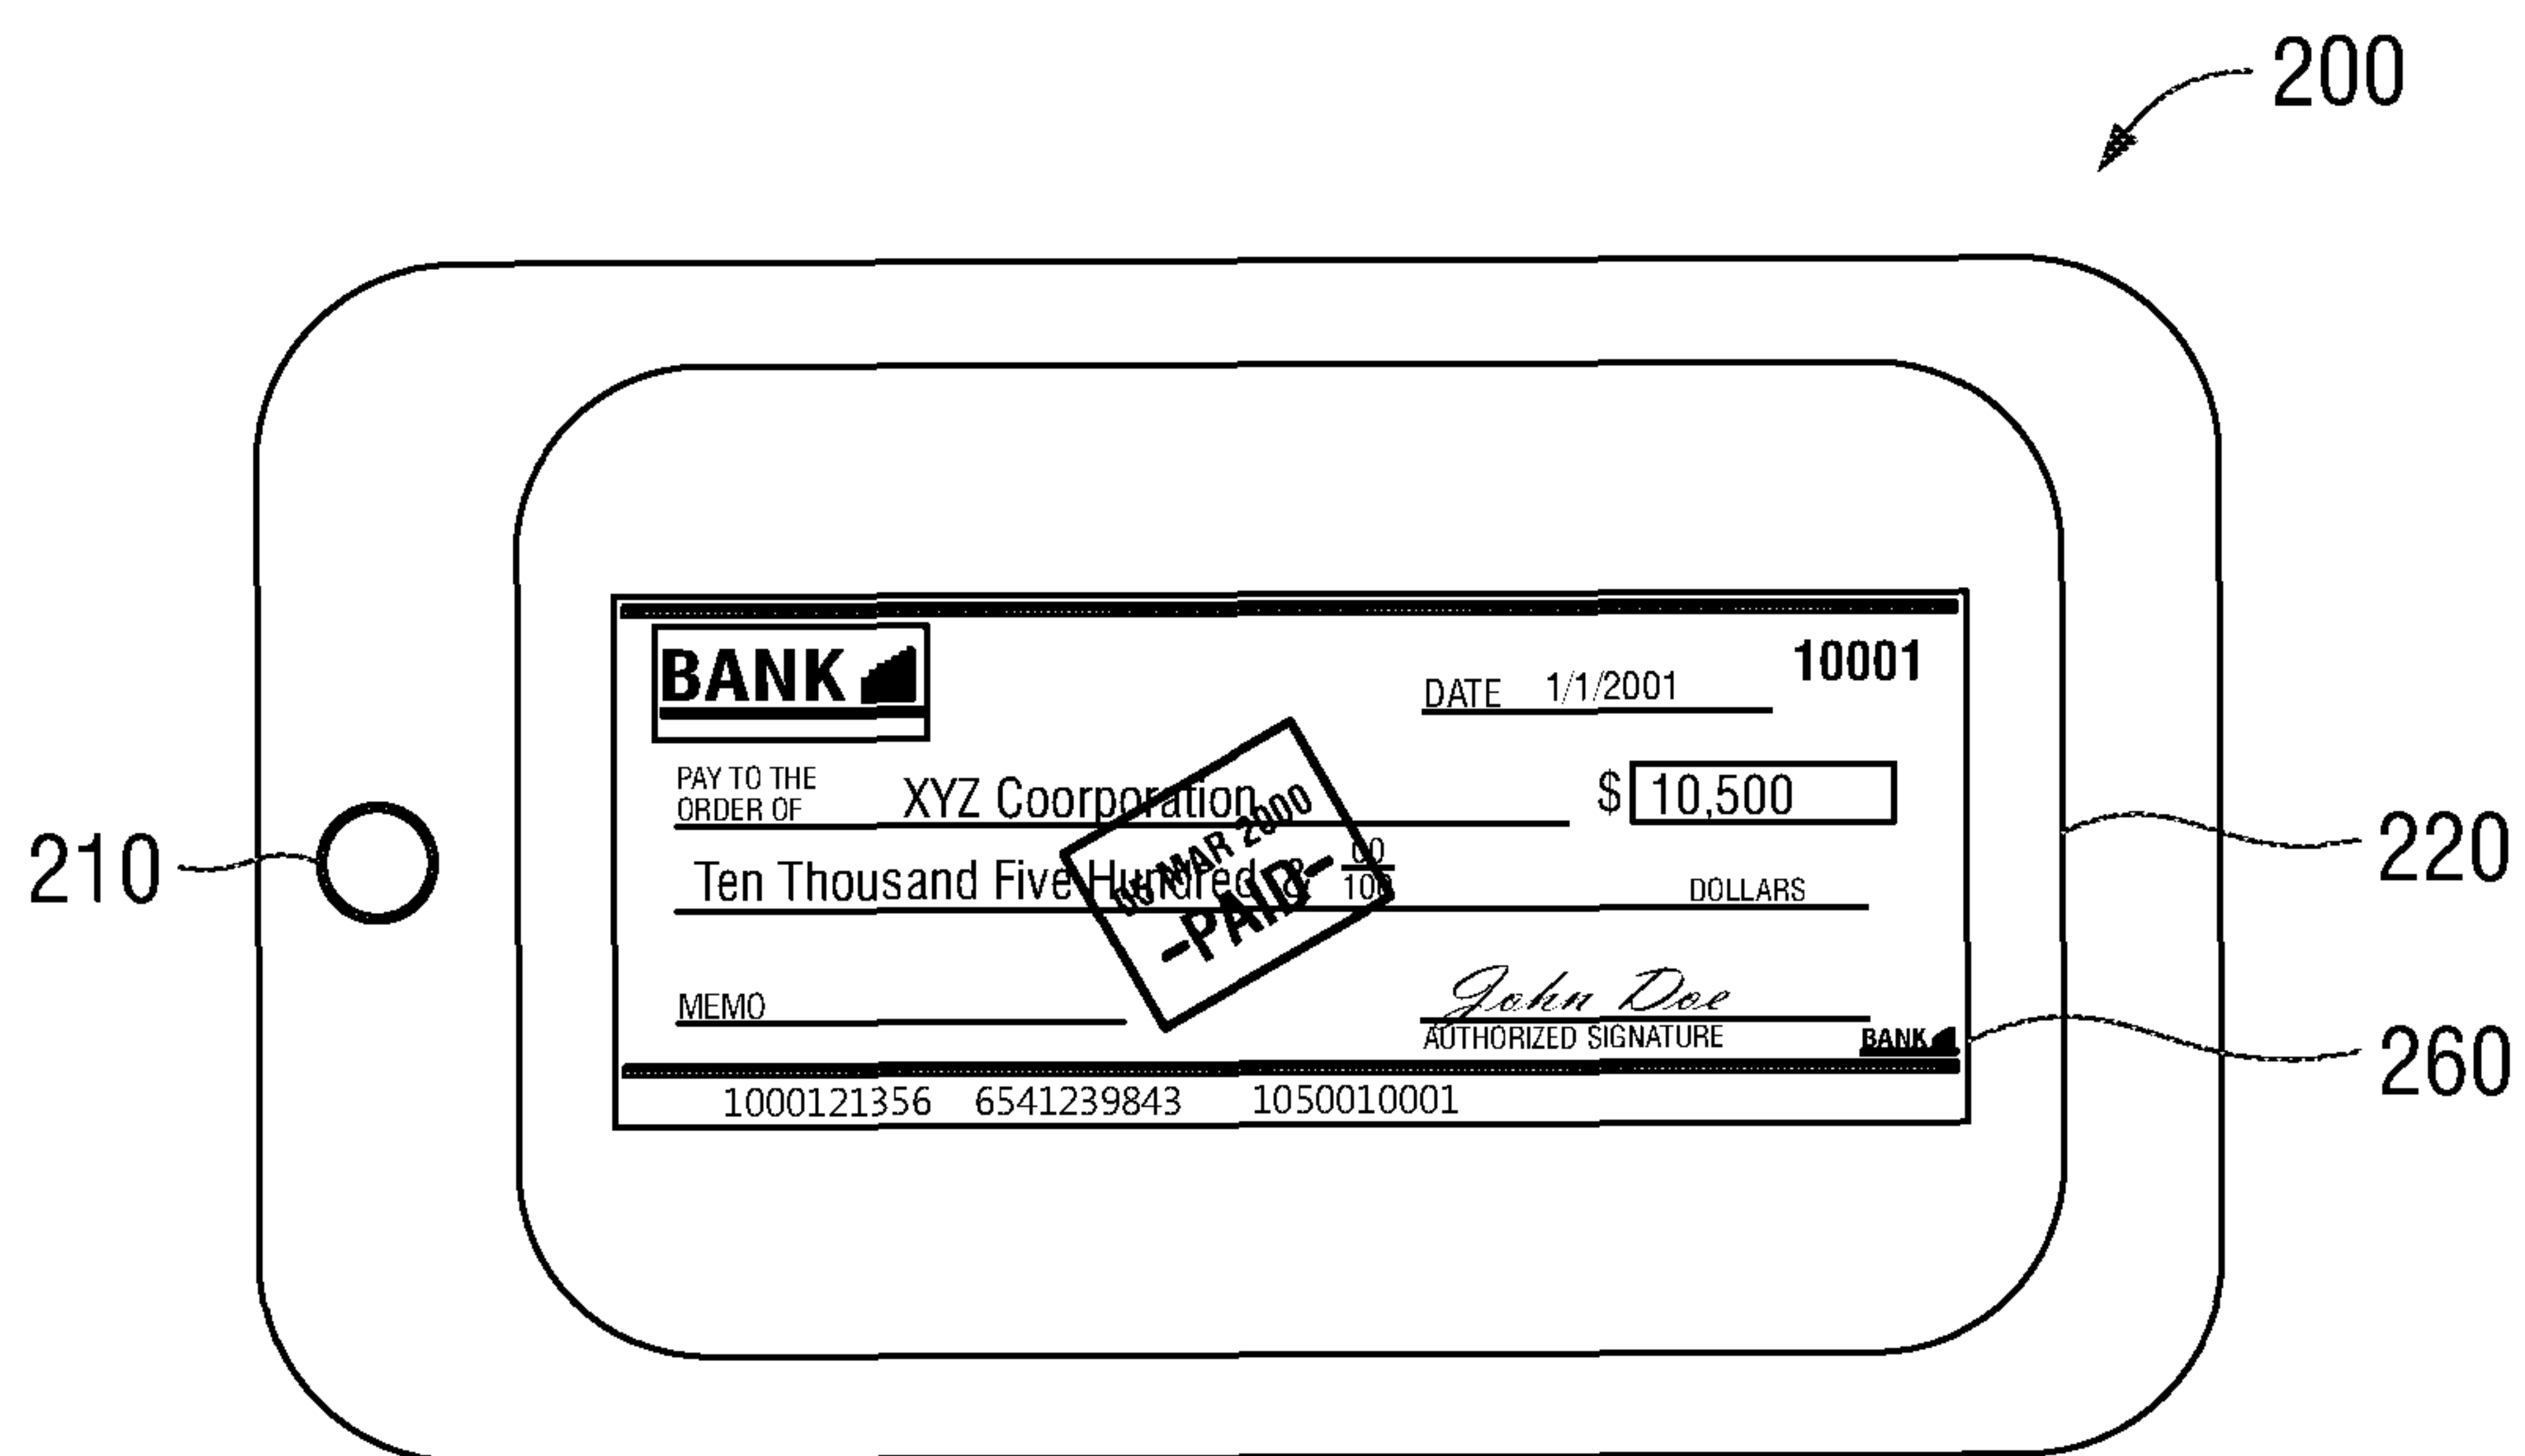 200
BANK
10001
DATE 1/1/2001
PAY TO THE
ORDER OF XYZ Coorporation
$ 10,500
MAR 2000
-PAID-
Ten Thousand Five Hundred & 00/100 DOLLARS
210
220
MEMO
John Doe
AUTHORIZED SIGNATURE
BANK
260
1000121356 6541239843 1050010001